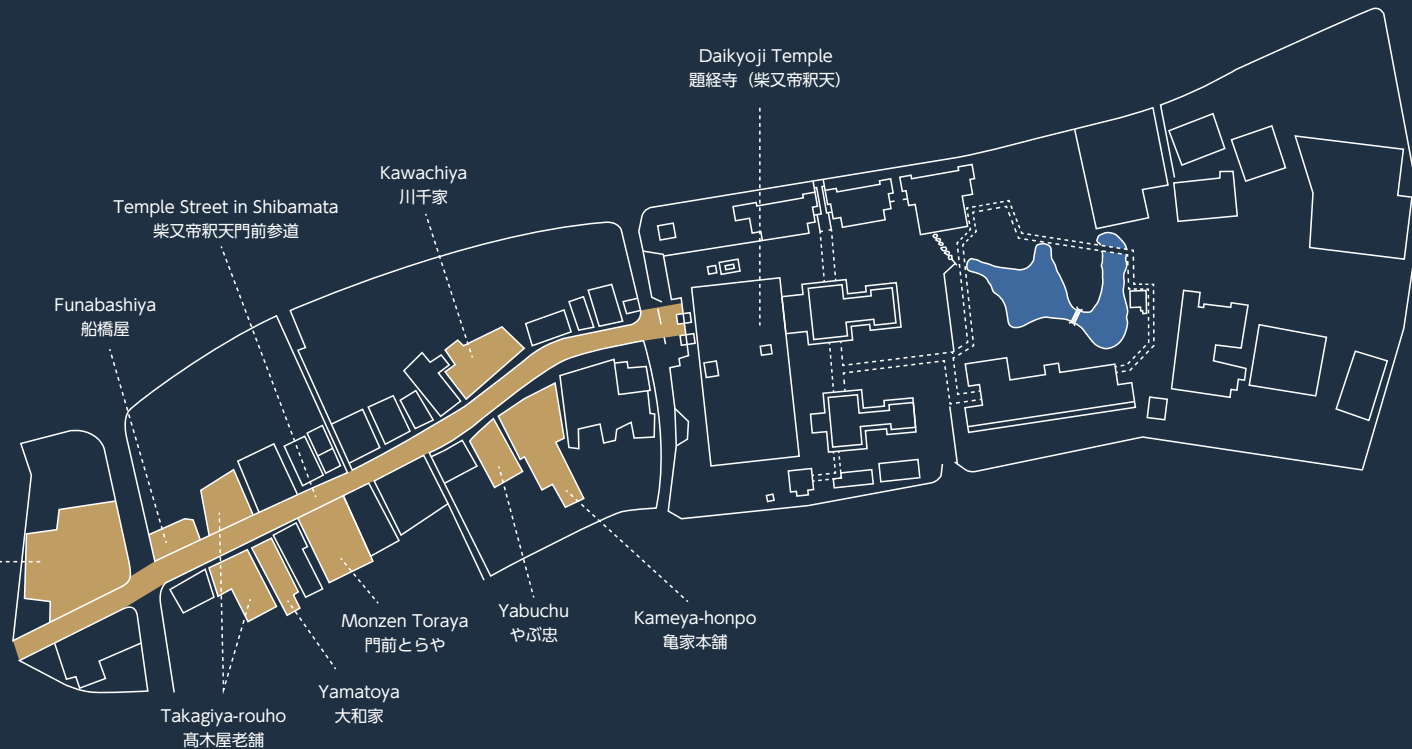 Daikyoji Temple
題経寺（柴又帝釈天）
Kawachiya
川千家
Temple Street in Shibamata
柴又帝釈天門前参道
Funabashiya
船橋屋
Monzen Toraya
門前とらや
Yabuchu
やぶ忠
Kameya-honpo
亀家本舗
Yamatoya
大和家
Takagiya-rouho
髙木屋老舗